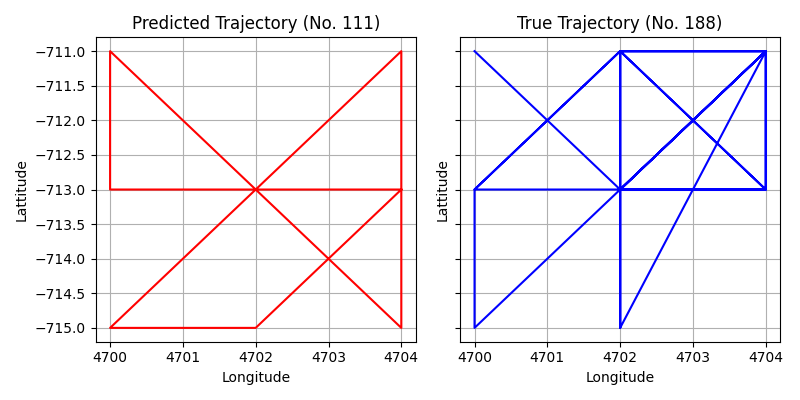 Predicted Trajectory (No. 111)
True Trajectory (No. 188)
−711.0
−711.5
−712.0
−712.5
−713.0
−713.5
−714.0
−714.5
−715.0
Lattitude
Lattitude
4700 4701 4702 4703 4704
4700 4701 4702 4703 4704
Longitude
Longitude